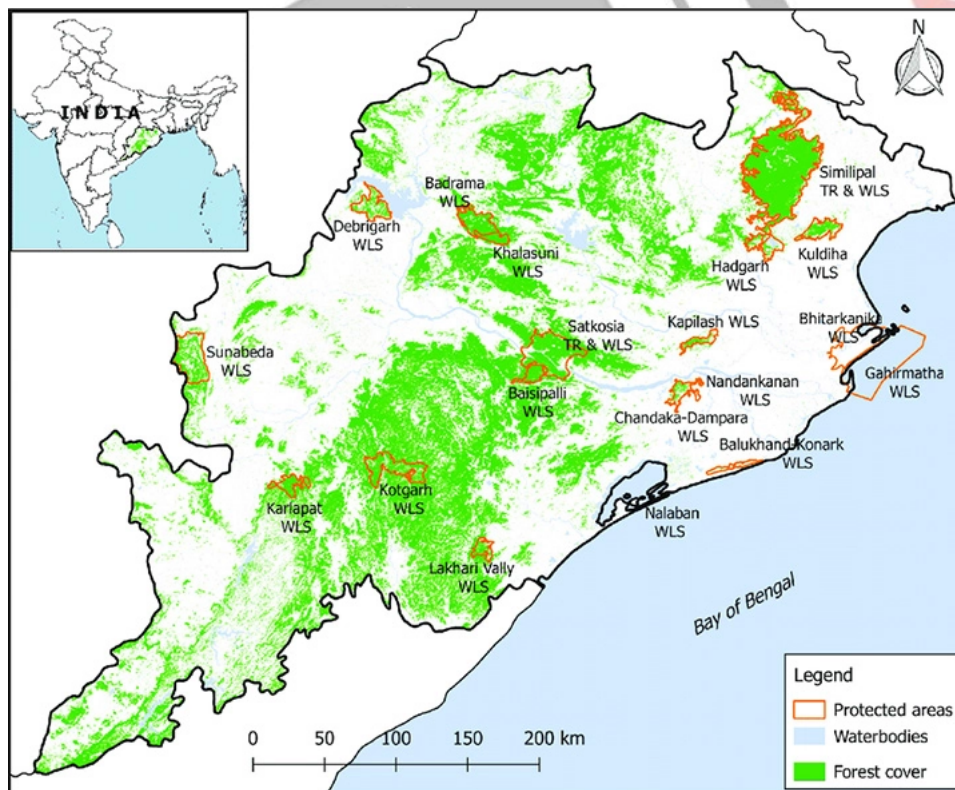 INDIA
N
Similipal
TR & WLS
Badrama
WLS
Debrigarh
WLS
Khalasuni
WLS
Hadgarh
WLS
Kuldiha
WLS
Satkosia
TR & WLS
Kapilash WLS
Bhitarkanika
WLS
Sunabeda
WLS
Gahirmatha
WLS
Baisipalli
WLS
Nandankanan
WLS
Chandaka-Dampara
WLS
Balukhand-Konark
WLS
Karlapat
WLS
Kotgarh
WLS
Nalaban
WLS
Lakhari Vally
WLS
Bay of Bengal
Legend
Protected areas
Waterbodies
Forest cover
0 50 100 150 200 km